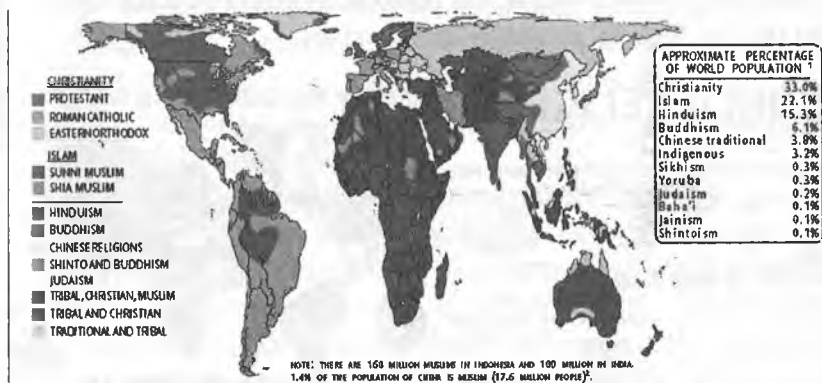 CHRISTIANITY
PROTESTANT
ROMAN CATHOLIC
EASTERN ORTHODOX
ISLAM
SUNNI MUSLIM
SHIA MUSLIM
HINDUISM
BUDDHISM
CHINESE RELIGIONS
SHINTO AND BUDDHISM
JUDAISM
TRIBAL, CHRISTIAN, MUSLIM
TRIBAL AND CHRISTIAN
TRADITIONAL AND TRIBAL
APPROXIMATE PERCENTAGE
OF WORLD POPULATION 1
Christianity 33.0%
Islam 22.1%
Hinduism 15.3%
Buddhism 6.1%
Chinese traditional 3.8%
Indigenous 3.2%
Sikhism 0.3%
Yoruba 0.3%
Judaism 0.2%
Baha'i 0.1%
Jainism 0.1%
Shintoism 0.1%
NOTE: THERE ARE 160 MILLION MUSLIMS IN INDONESIA AND 100 MILLION IN INDIA.
1.4% OF THE POPULATION OF CHINA IS MUSLIM (17.6 MILLION PEOPLE)2.